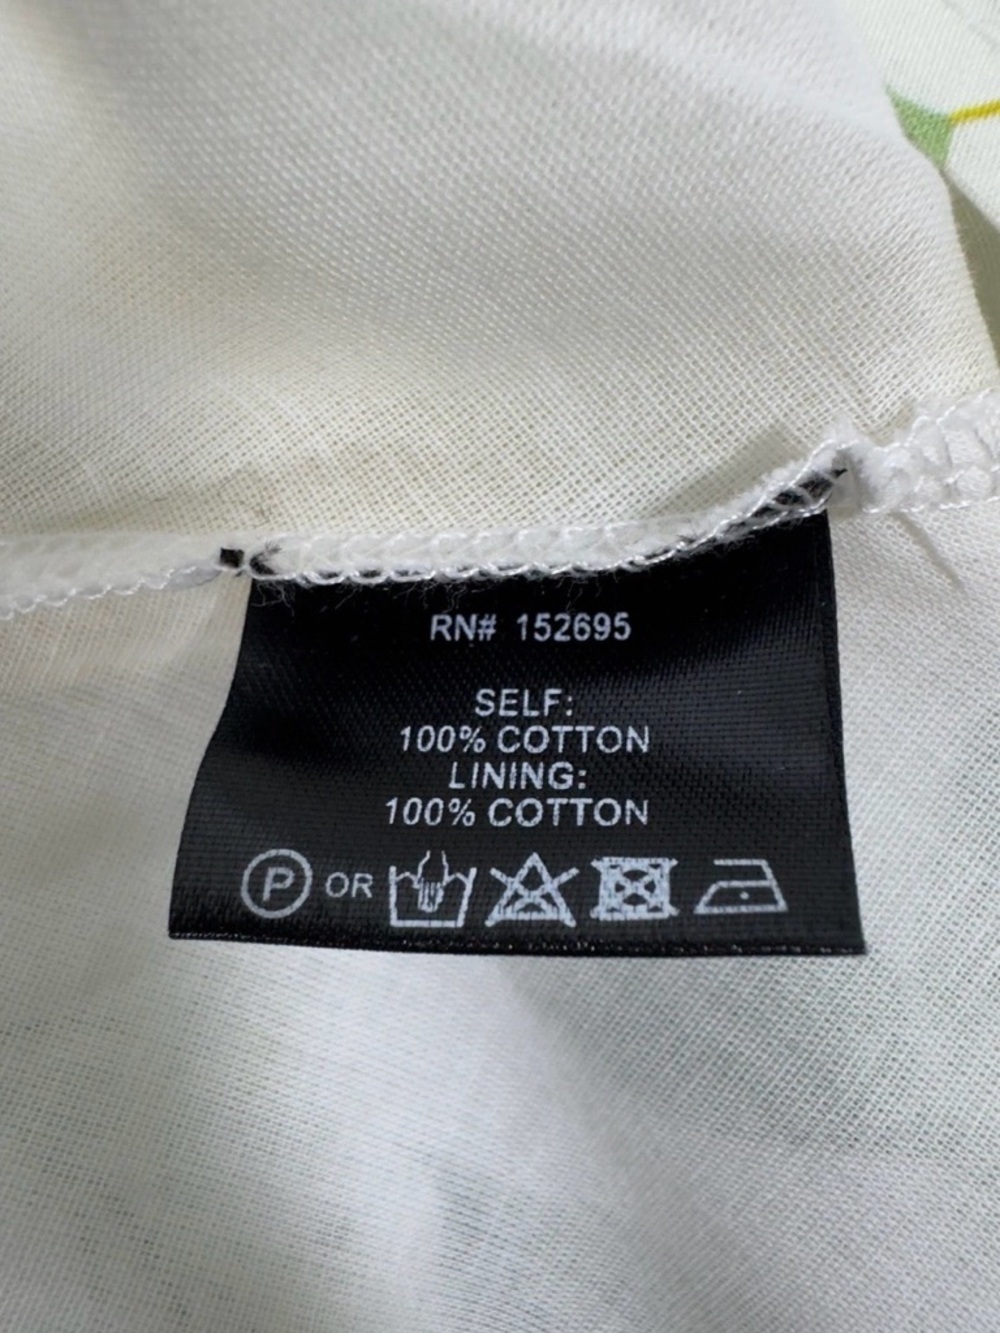 RN# 152695
SELF:
100% COTTON
LINING:
100% COTTON
P OR